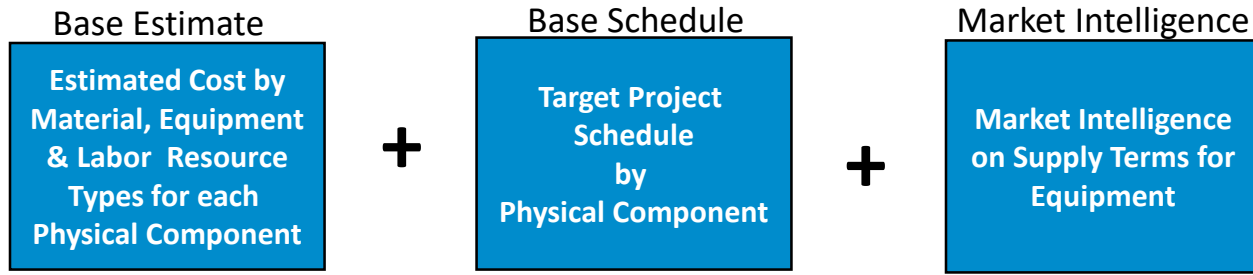 Base Estimate
Estimated Cost by
Material, Equipment
& Labor Resource
Types for each
Physical Component
+
Base Schedule
Target Project
Schedule
by
Physical Component
+
Market Intelligence
Market Intelligence
on Supply Terms for
Equipment